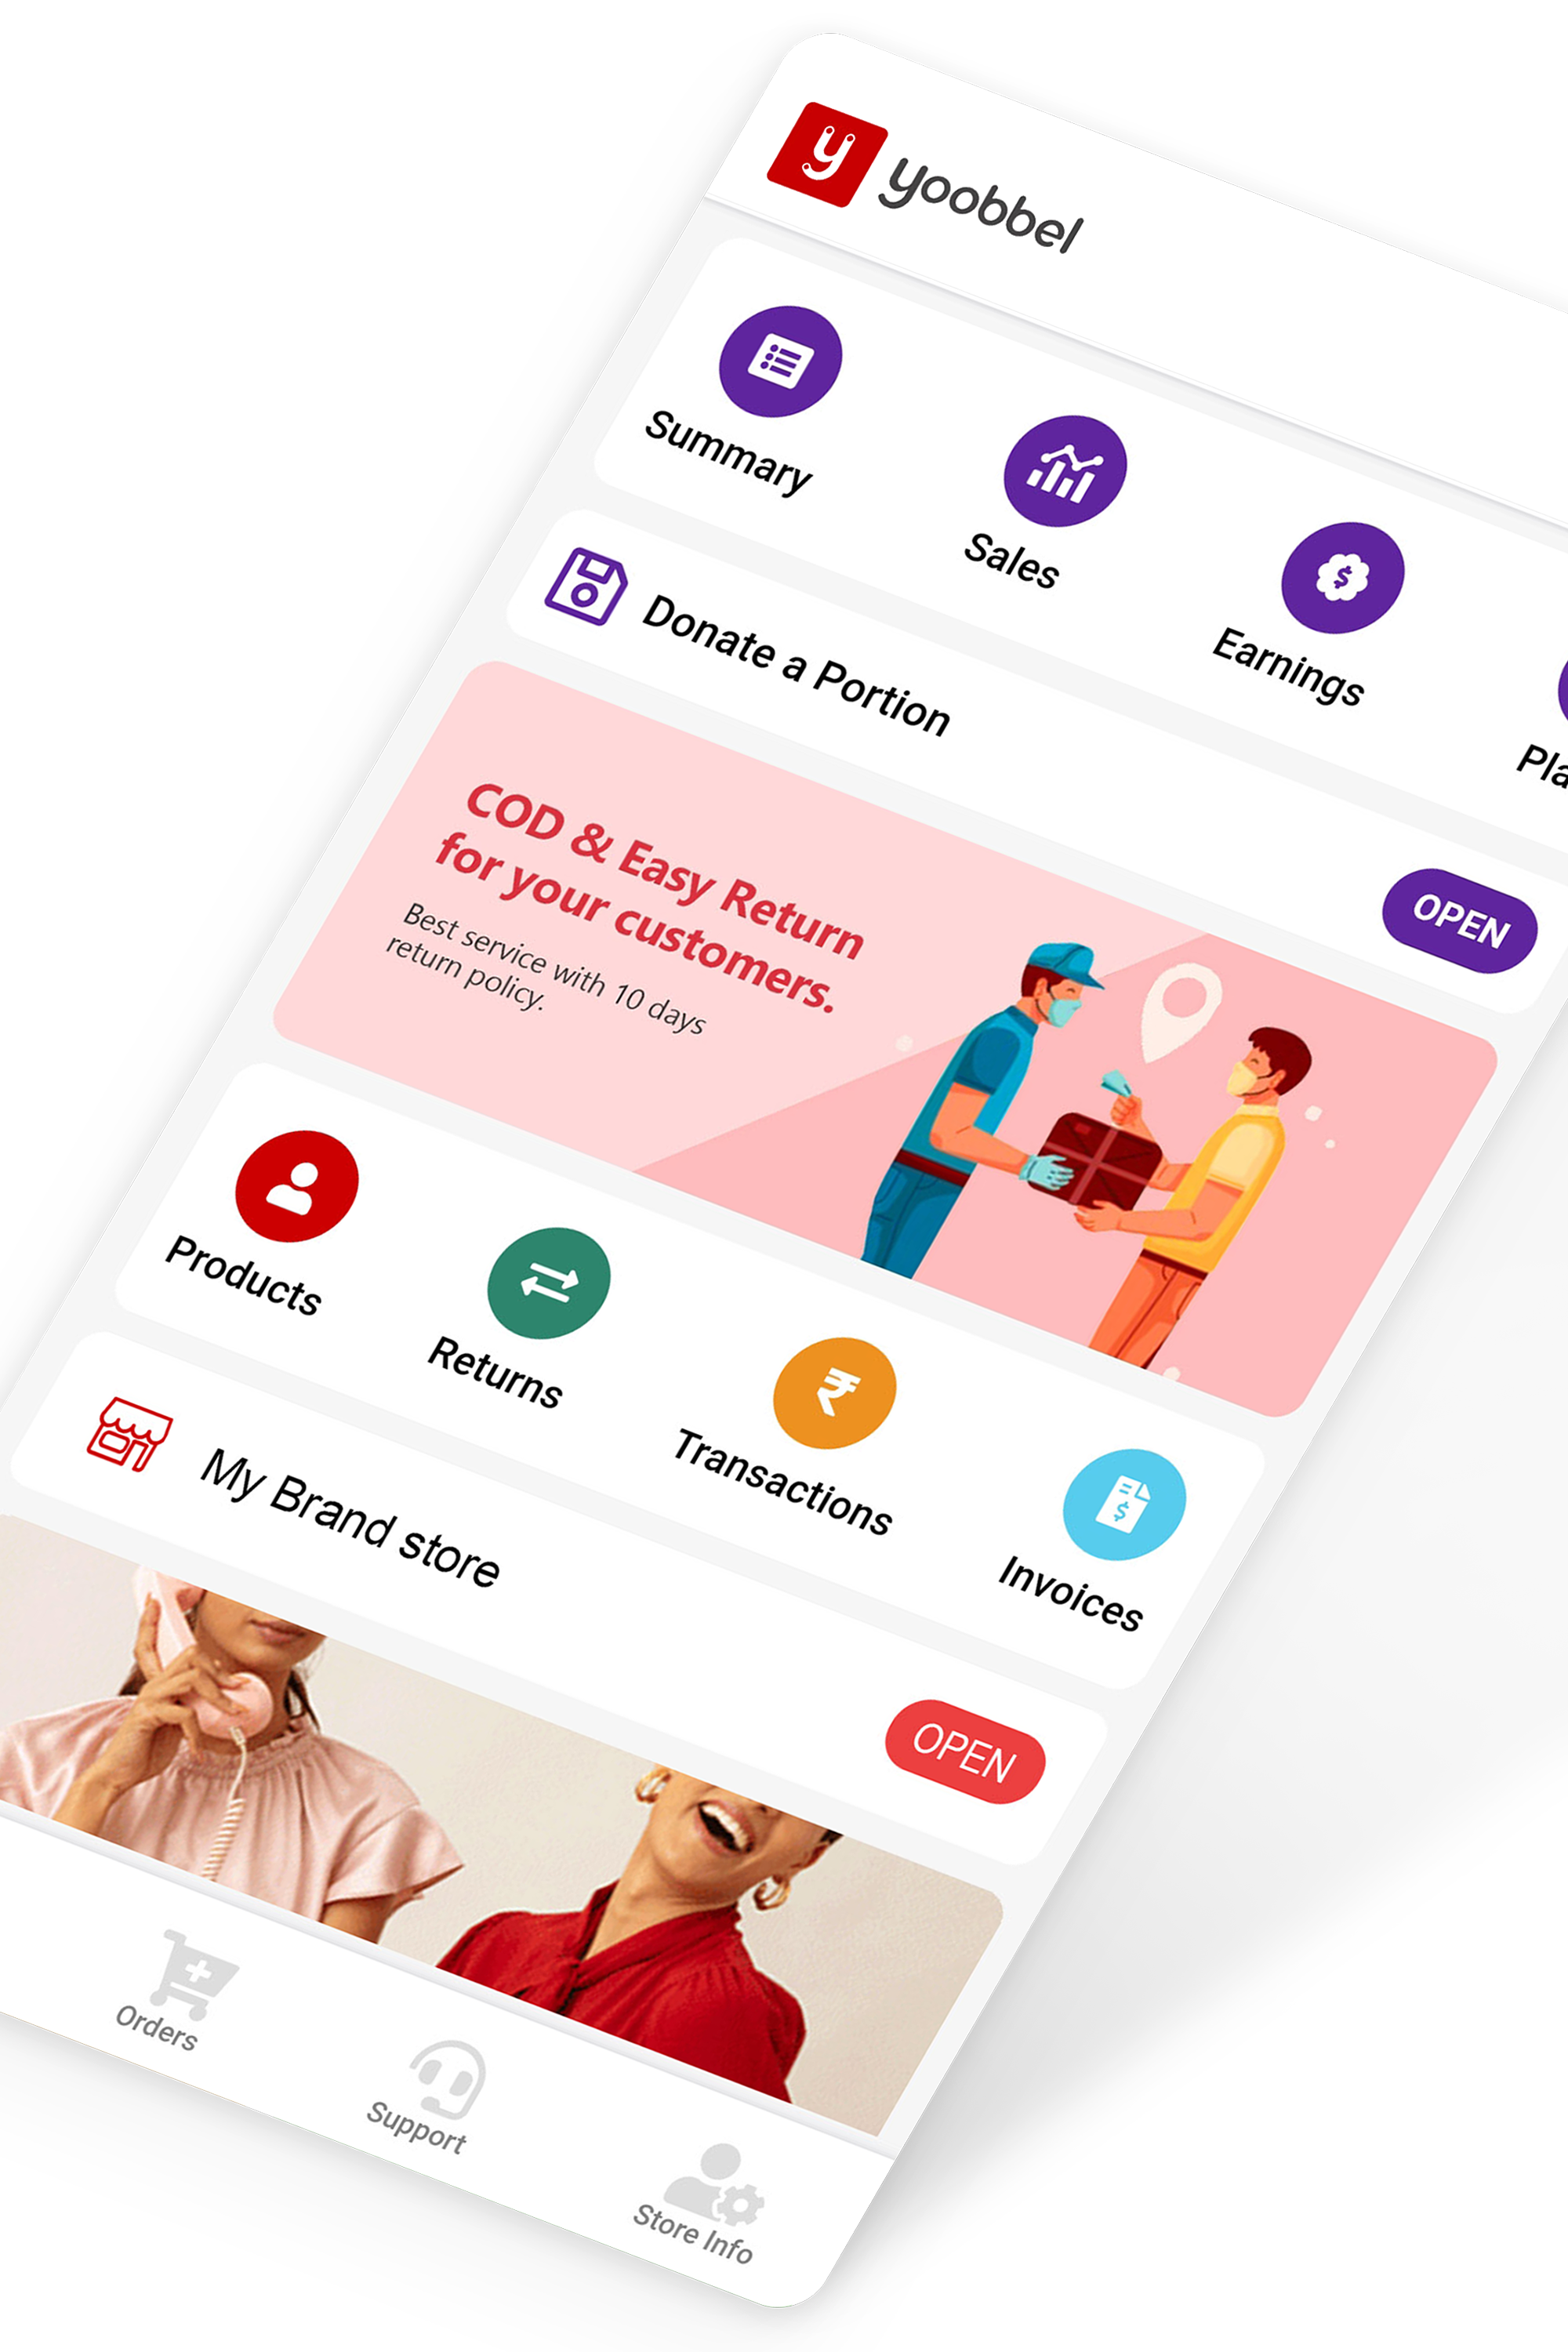 yoobbel
Summary
Sales
Earnings
Donate a Portion
OPEN
COD & Easy Return
for your customers.
Best service with 10 days
return policy.
Products
Returns
Transactions
Invoices
My Brand store
OPEN
Orders
Support
Store Info